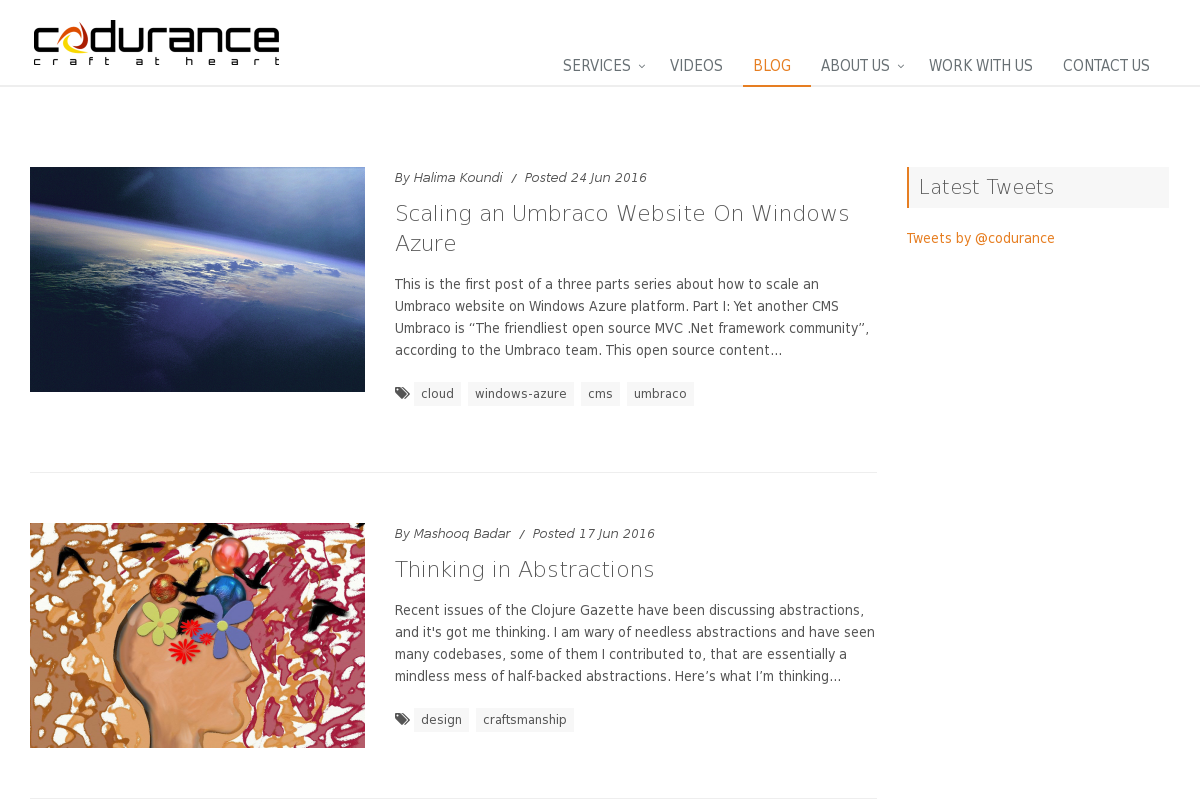 codurance
craft at heart
SERVICES VIDEOS BLOG ABOUT US WORK WITH US CONTACT US
By Halima Koundi / Posted 24 Jun 2016
Scaling an Umbraco Website On Windows
Azure
This is the first post of a three parts series about how to scale an
Umbraco website on Windows Azure platform. Part I: Yet another CMS
Umbraco is “The friendliest open source MVC .Net framework community”,
according to the Umbraco team. This open source content...
cloud windows-azure cms umbraco
Latest Tweets
Tweets by @codurance
By Mashooq Badar / Posted 17 Jun 2016
Thinking in Abstractions
Recent issues of the Clojure Gazette have been discussing abstractions,
and it's got me thinking. I am wary of needless abstractions and have seen
many codebases, some of them I contributed to, that are essentially a
mindless mess of half-backed abstractions. Here’s what I’m thinking...
design craftsmanship